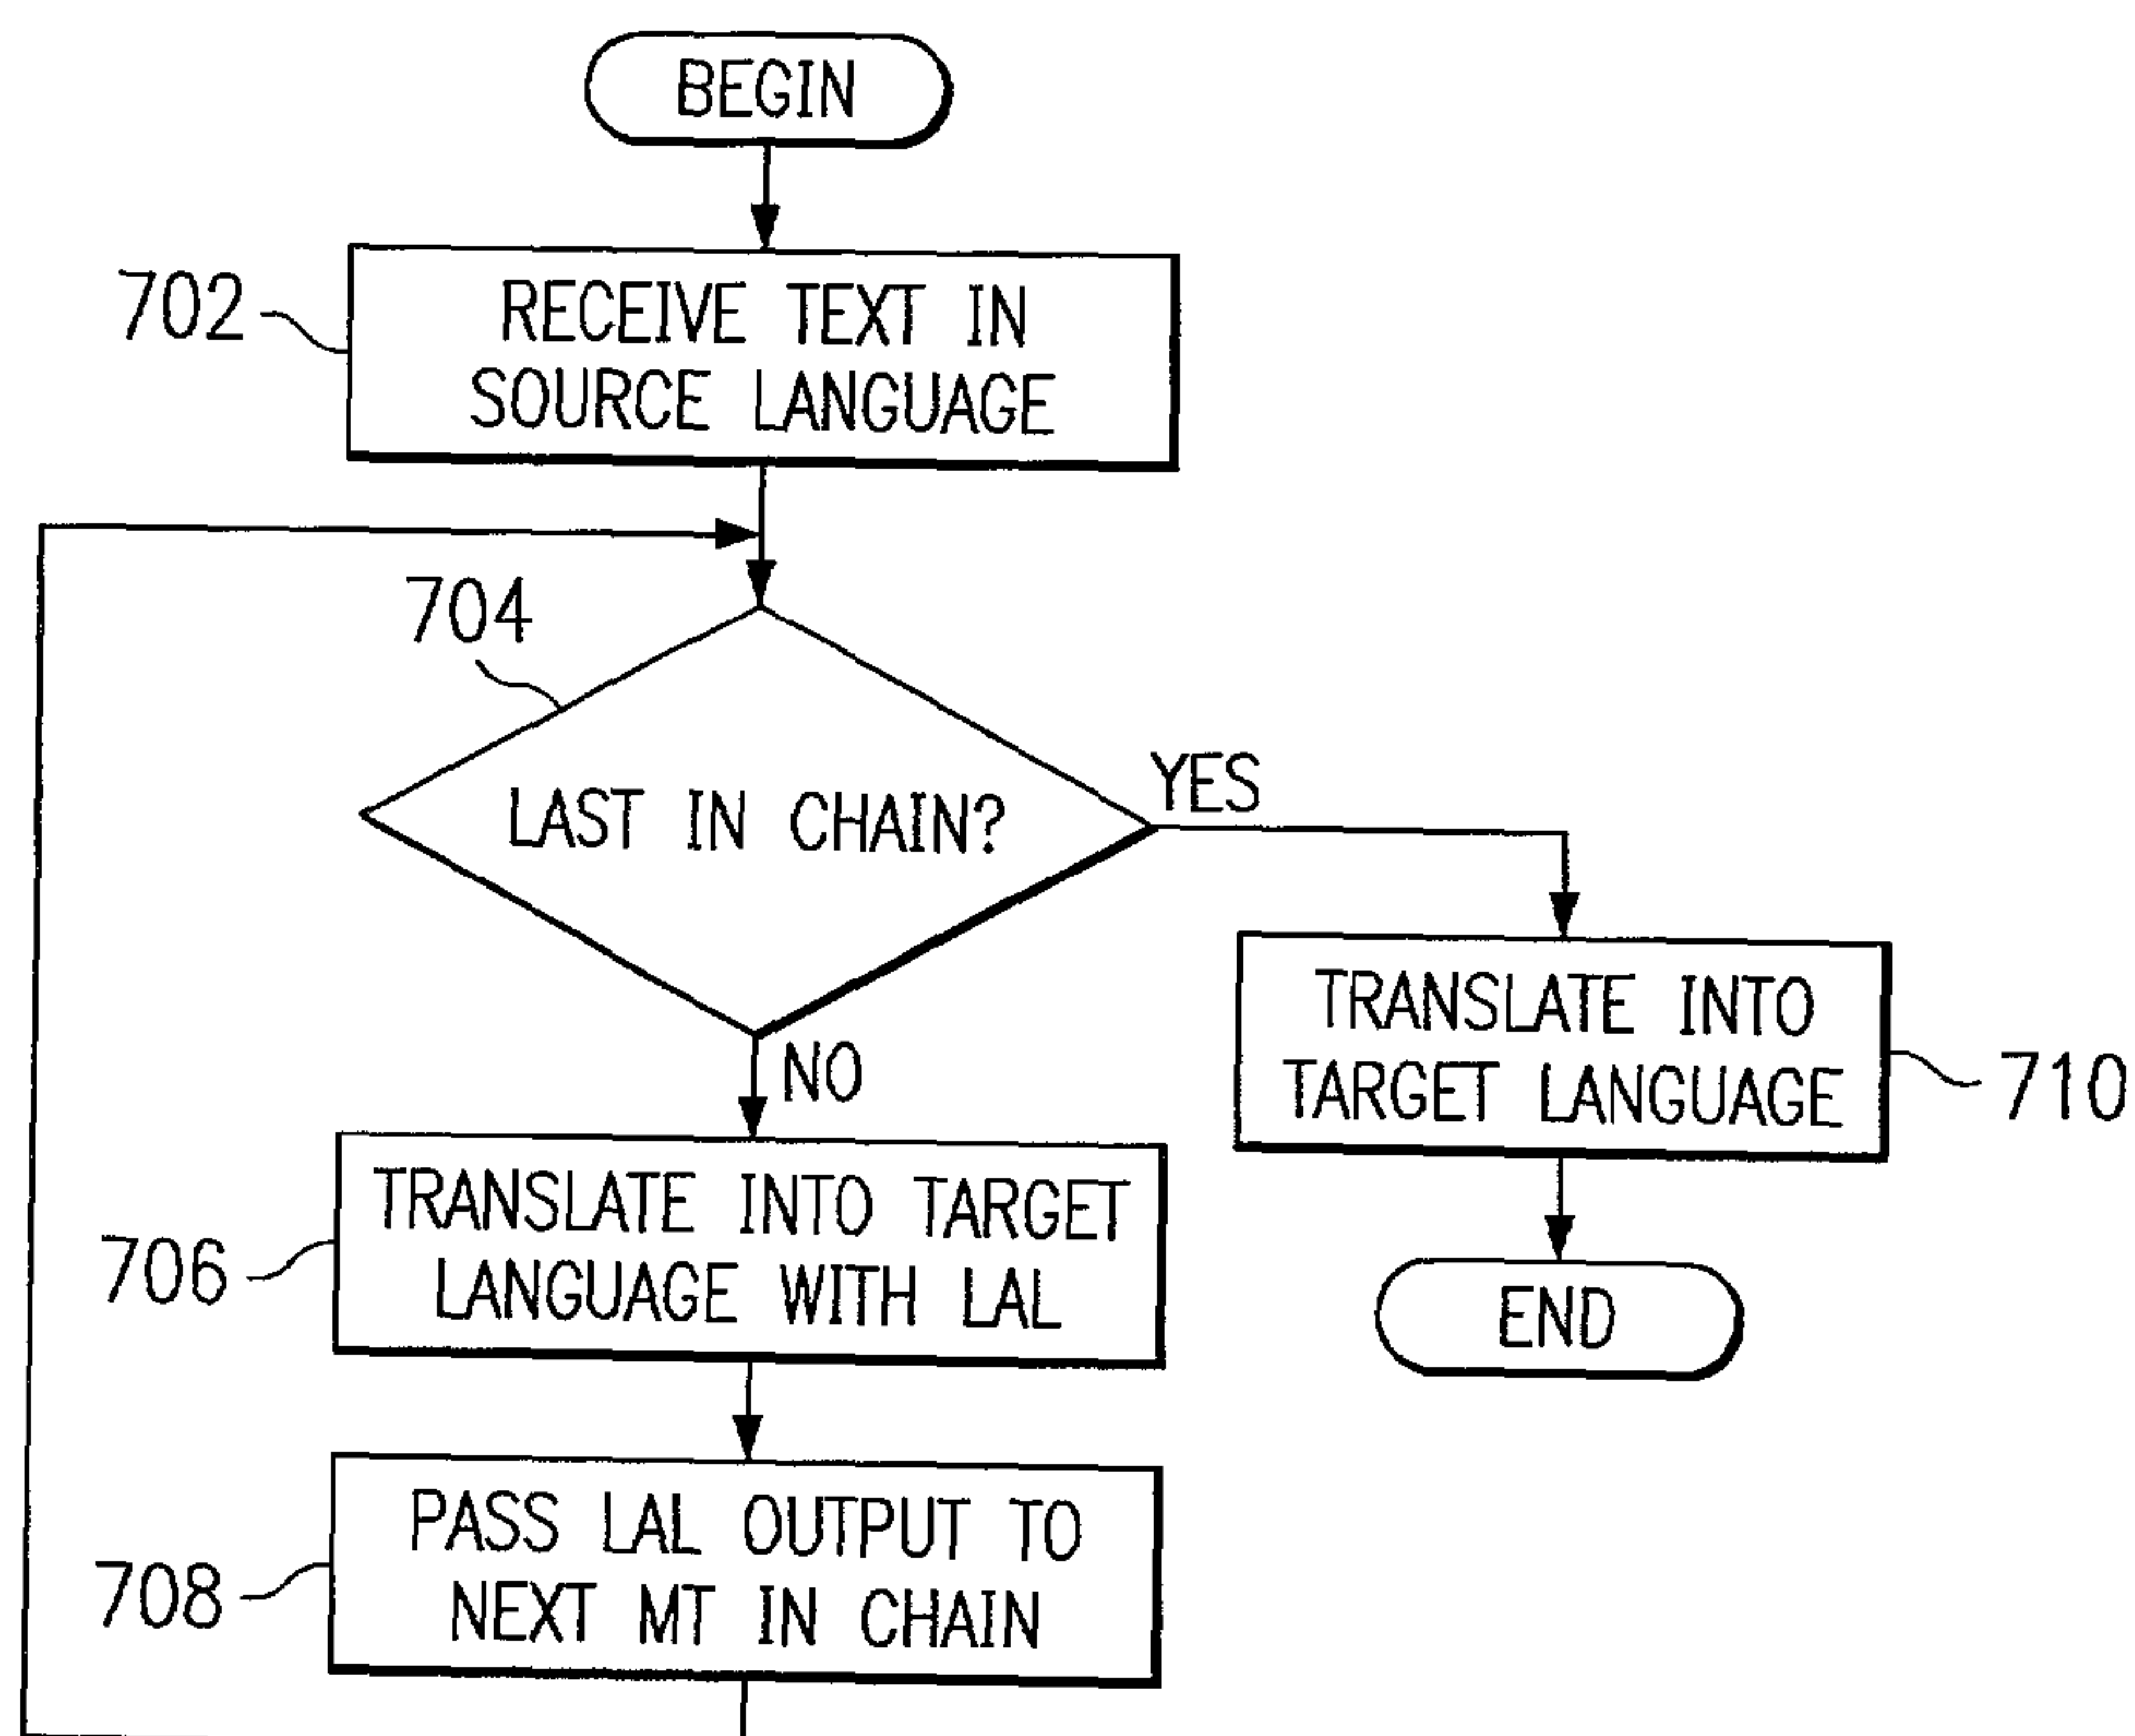 BEGIN
702
RECEIVE TEXT IN
SOURCE LANGUAGE
704
LAST IN CHAIN?
YES
NO
TRANSLATE INTO
TARGET LANGUAGE
710
706
TRANSLATE INTO TARGET
LANGUAGE WITH LAL
END
708
PASS LAL OUTPUT TO
NEXT MT IN CHAIN